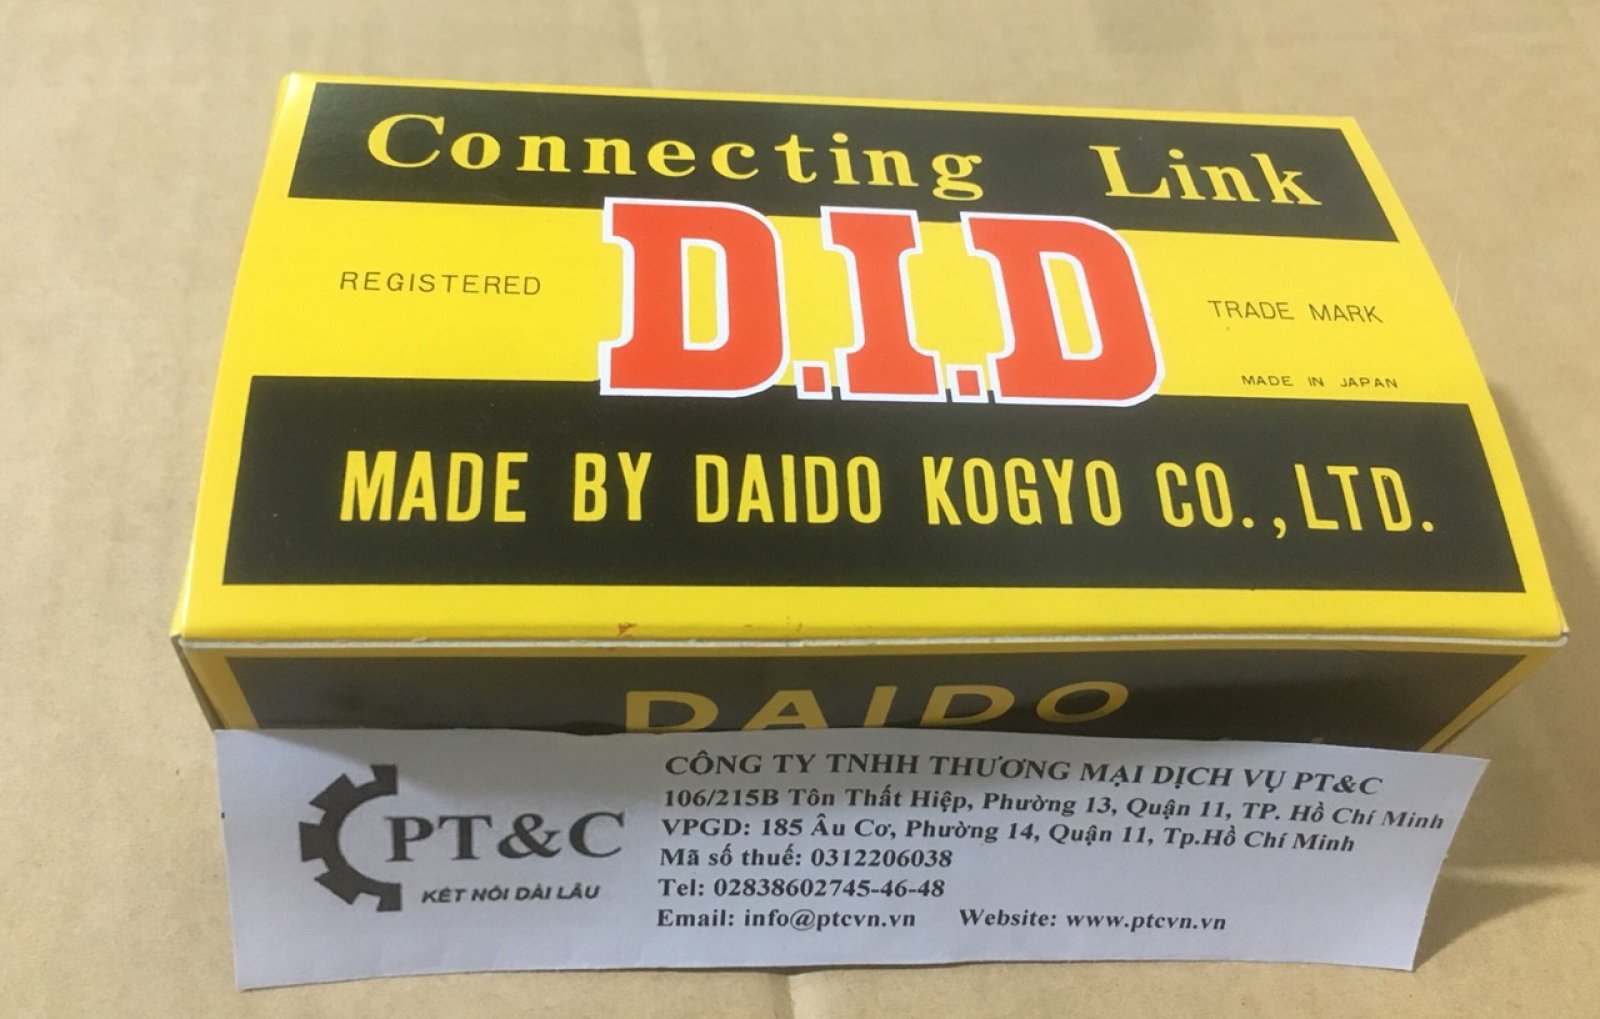 Connecting Link
REGISTERED
D.I.D
TRADE MARK
MADE IN JAPAN
MADE BY DAIDO KOGYO CO.,LTD.
DAIDO
PT&C
KẾT NỐI DÀI LÂU
CÔNG TY TNHH THƯƠNG MẠI DỊCH VỤ PT&C
106/215B Tôn Thất Hiệp, Phường 13, Quận 11, TP. Hồ Chí Minh
VPGD: 185 Âu Cơ, Phường 14, Quận 11, Tp.Hồ Chí Minh
Mã số thuế: 0312206038
Tel: 02838602745-46-48
Email: info@ptcvn.vn Website: www.ptcvn.vn